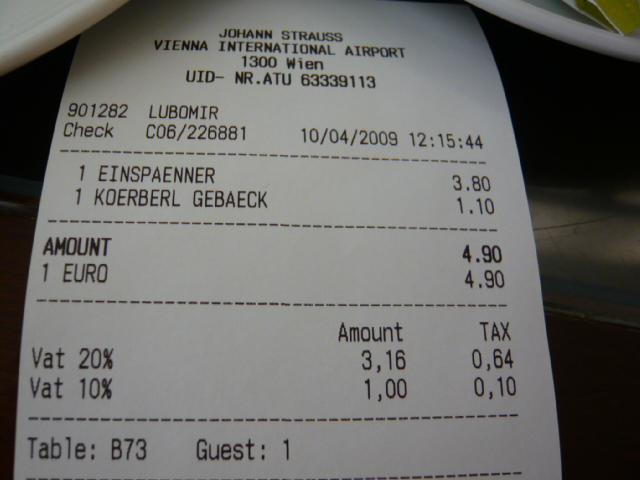 JOHANN STRAUSS
VIENNA INTERNATIONAL AIRPORT
1300 Wien
UID- NR.ATU 63339113
901282 LUBOMIR
Check C06/226881 10/04/2009 12:15:44
1 EINSPAENNER 3.80
1 KOERBERL GEBAECK 1.10
AMOUNT 4.90
1 EURO 4.90
Amount TAX
Vat 20% 3,16 0,64
Vat 10% 1,00 0,10
Table: B73 Guest: 1